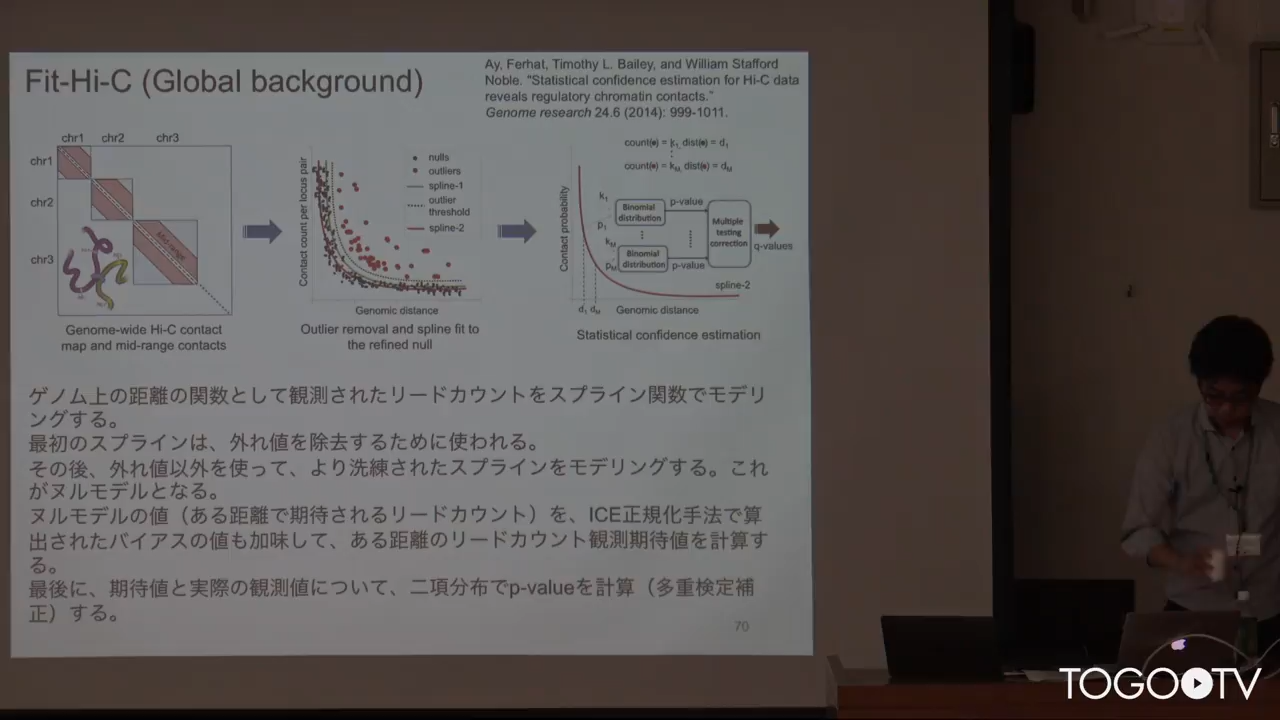 Fit-Hi-C (Global background)
Ay, Ferhat, Timothy L. Bailey, and William Stafford
Noble. "Statistical confidence estimation for Hi-C data
reveals regulatory chromatin contacts."
Genome research 24.6 (2014): 999-1011.
chr1 chr2 chr3
chr1
chr2
chr3
Mid-range
Genome-wide Hi-C contact
map and mid-range contacts
Contact count per locus pair
nulls
outliers
spline-1
outlier
threshold
spline-2
Genomic distance
Outlier removal and spline fit to
the refined null
count(●) = k1, dist(●) = d1
count(●) = kM, dist(●) = dM
Contact probability
k1
p1
kM
pM
Binomial
distribution
p-value
Binomial
distribution
p-value
Multiple
testing
correction
q-values
spline-2
d1 dM Genomic distance
Statistical confidence estimation
ゲノム上の距離の関数として観測されたリードカウントをスプライン関数でモデリ
ングする。
最初のスプラインは、外れ値を除去するために使われる。
その後、外れ値以外を使って、より洗練されたスプラインをモデリングする。これ
がヌルモデルとなる。
ヌルモデルの値（ある距離で期待されるリードカウント）を、ICE正規化手法で算
出されたバイアスの値も加味して、ある距離のリードカウント観測期待値を計算す
る。
最後に、期待値と実際の観測値について、二項分布でp-valueを計算（多重検定補
正）する。
70
TOGO TV